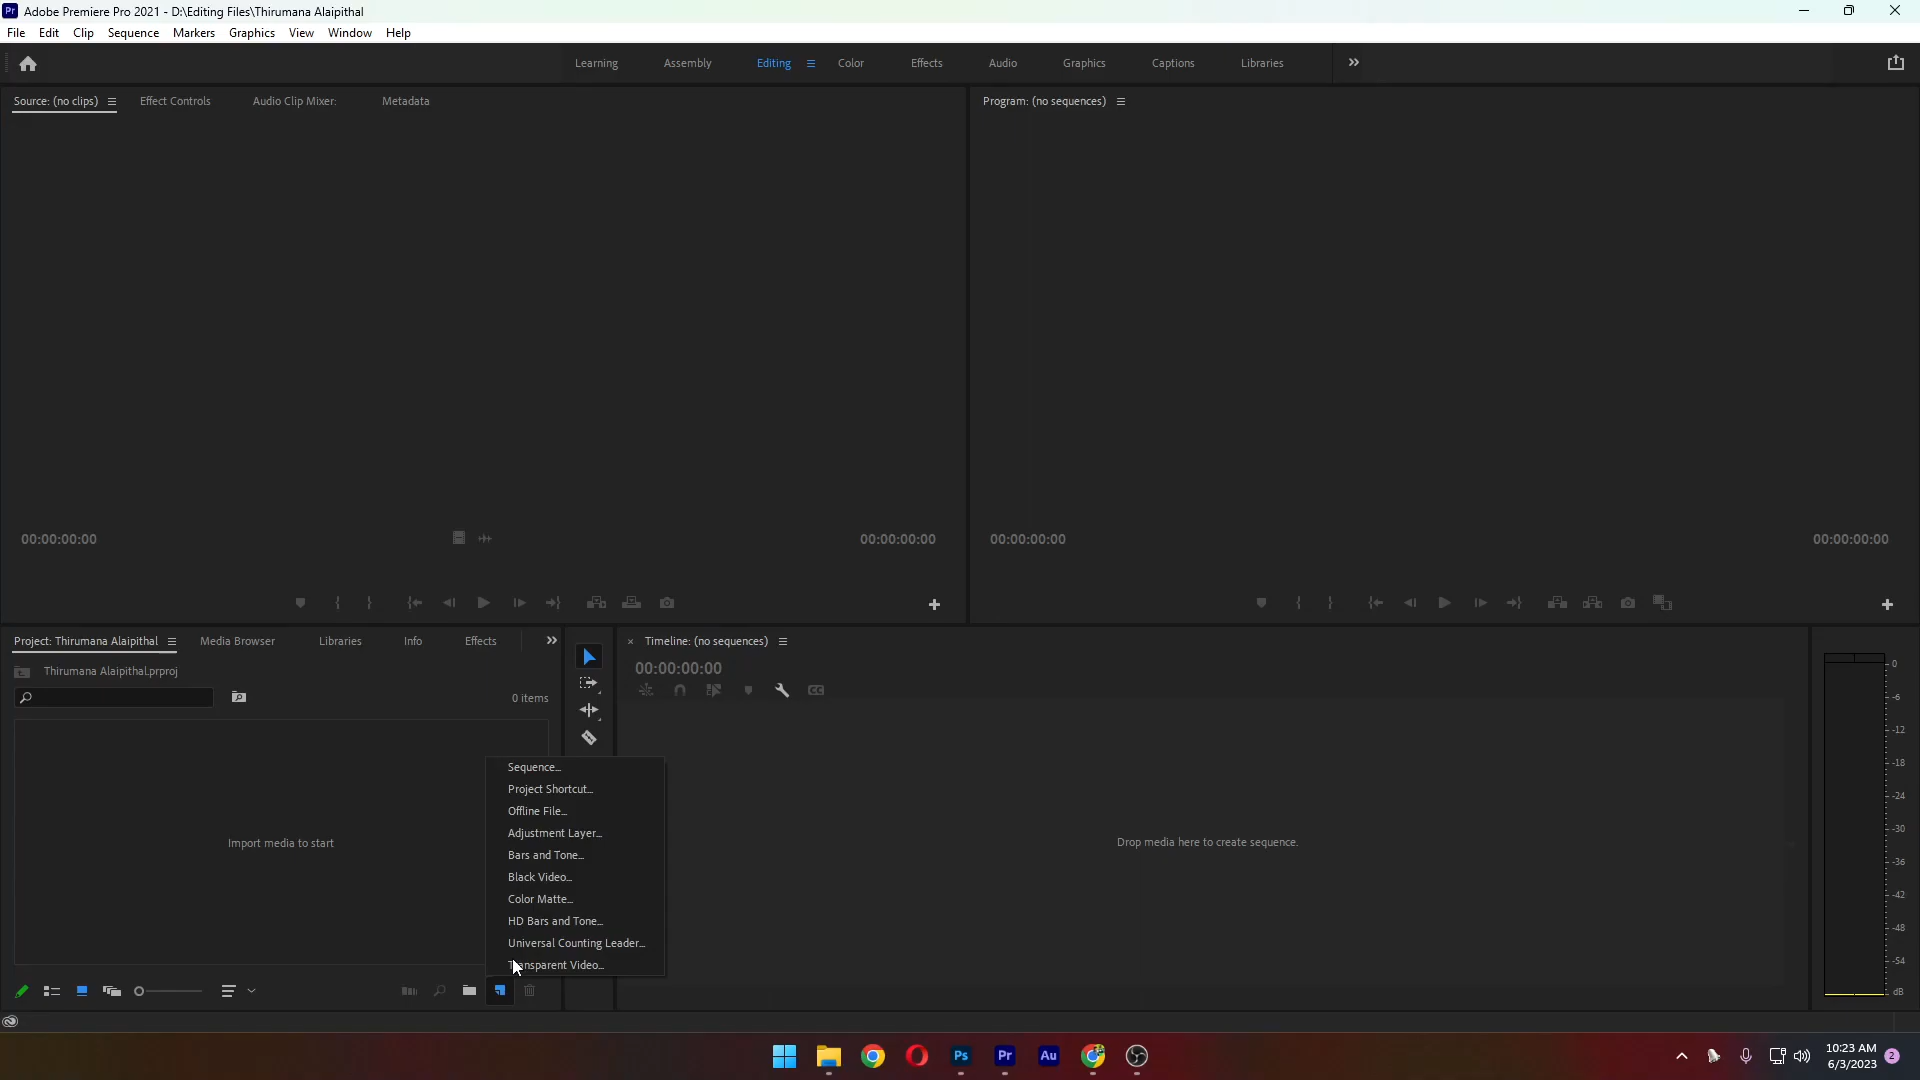 Adobe Premiere Pro 2021 - D:\Editing Files\Thirumana Alaipithal
File Edit Clip Sequence Markers Graphics View Window Help
Learning Assembly Editing Color Effects Audio Graphics Captions Libraries
Source: (no clips) Effect Controls Audio Clip Mixer: Metadata
Program: (no sequences)
00:00:00:00 00:00:00:00
00:00:00:00 00:00:00:00
Project: Thirumana Alaipithal Media Browser Libraries Info Effects
Thirumana Alaipithal.prproj
0 items
Import media to start
Sequence...
Project Shortcut...
Offline File...
Adjustment Layer...
Bars and Tone...
Black Video...
Color Matte...
HD Bars and Tone...
Universal Counting Leader...
Transparent Video...
Timeline: (no sequences)
00:00:00:00
CC
Drop media here to create sequence.
0
-6
-12
-18
-24
-30
-36
-42
-48
-54
dB
Ps Pr Au
10:23 AM
6/3/2023
2